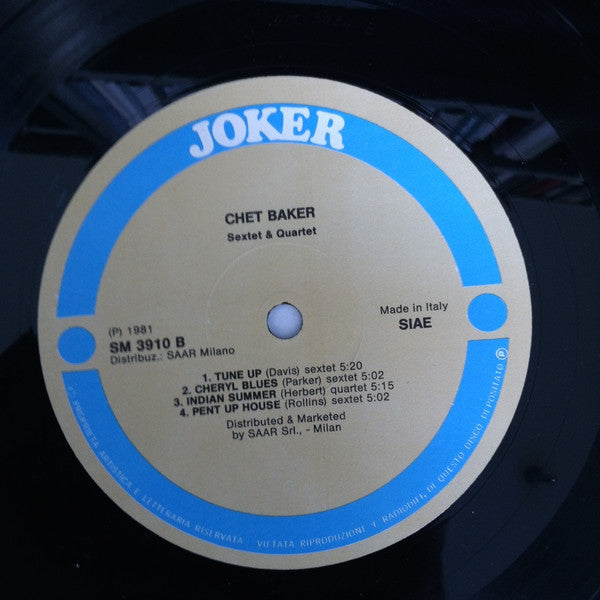 JOKER
CHET BAKER
Sextet & Quartet
(P) 1981
SM 3910 B
Distribuz.: SAAR Milano
Made in Italy
SIAE
1. TUNE UP (Davis) sextet 5:20
2. CHERYL BLUES (Parker) sextet 5:02
3. INDIAN SUMMER (Herbert) quartet 5:15
4. PENT UP HOUSE (Rollins) sextet 5:02
Distributed & Marketed
by SAAR Srl., - Milan
PROPRIETA ARTISTICA E LETTERARIA RISERVATA VIETATA RIPRODUZIONE RADIODIF. DI QUESTO DISCO DEPOSITATO Ⓟ